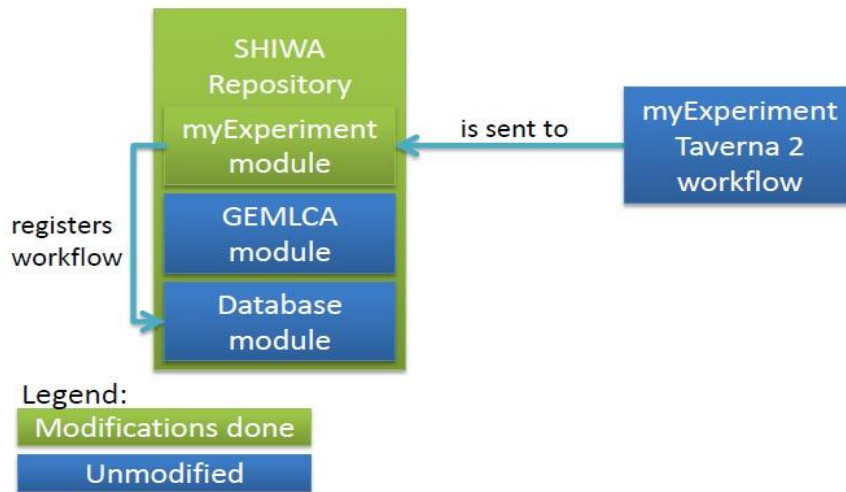 SHIWA
Repository
myExperiment
module
is sent to
myExperiment
Taverna 2
workflow
registers
workflow
GEMLCA
module
Database
module
Legend:
Modifications done
Unmodified